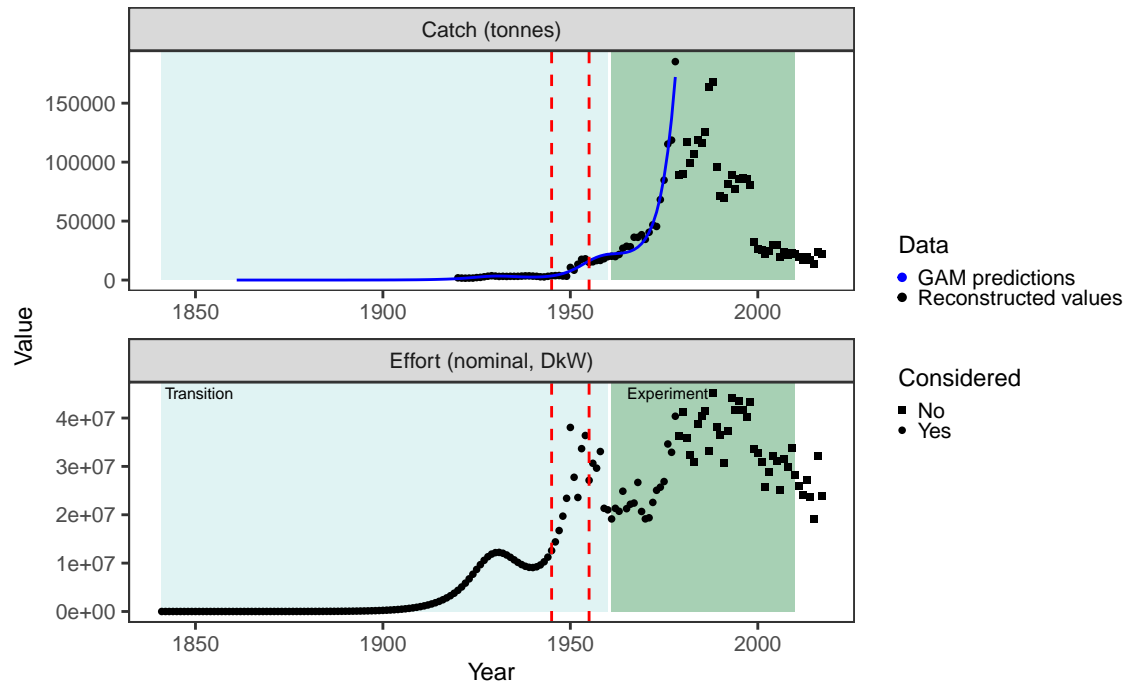 Catch (tonnes)
150000
100000
50000
0
1850
1900
1950
2000
Value
Effort (nominal, DkW)
Transition
Experiment
4e+07
3e+07
2e+07
1e+07
0e+00
1850
1900
1950
2000
Year
Data
GAM predictions
Reconstructed values
Considered
No
Yes